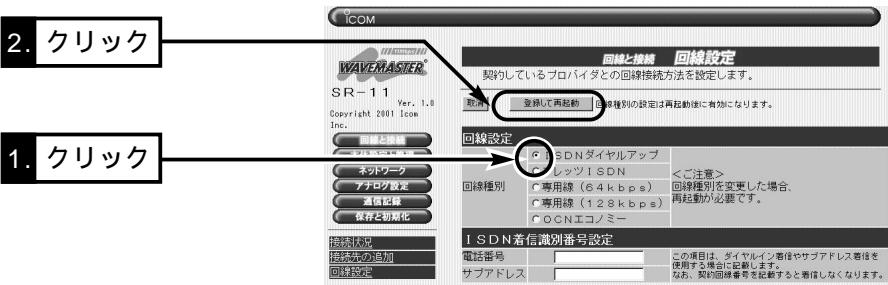 ICOM
2. クリック
WAVEMASTER
SR-11
Ver. 1.0
Copyright 2001 Icom
Inc.
回線と接続
ネットワーク
アナログ設定
通信記録
保存と初期化
接続状況
接続先の追加
回線設定
1. クリック
回線と接続 回線設定
契約しているプロバイダとの回線接続方法を設定します。
取消 登録して再起動 回線種別の設定は再起動後に有効になります。
回線設定
回線種別
ISDNダイヤルアップ
フレッツISDN
専用線(64kbps)
専用線(128kbps)
OCNエコノミー
<ご注意>
回線種別を変更した場合、
再起動が必要です。
ISDN着信識別番号設定
電話番号
サブアドレス
この項目は、ダイヤルイン着信やサブアドレス着信を
使用する場合に記載します。
なお、契約回線番号を記載すると着信しなくなります。